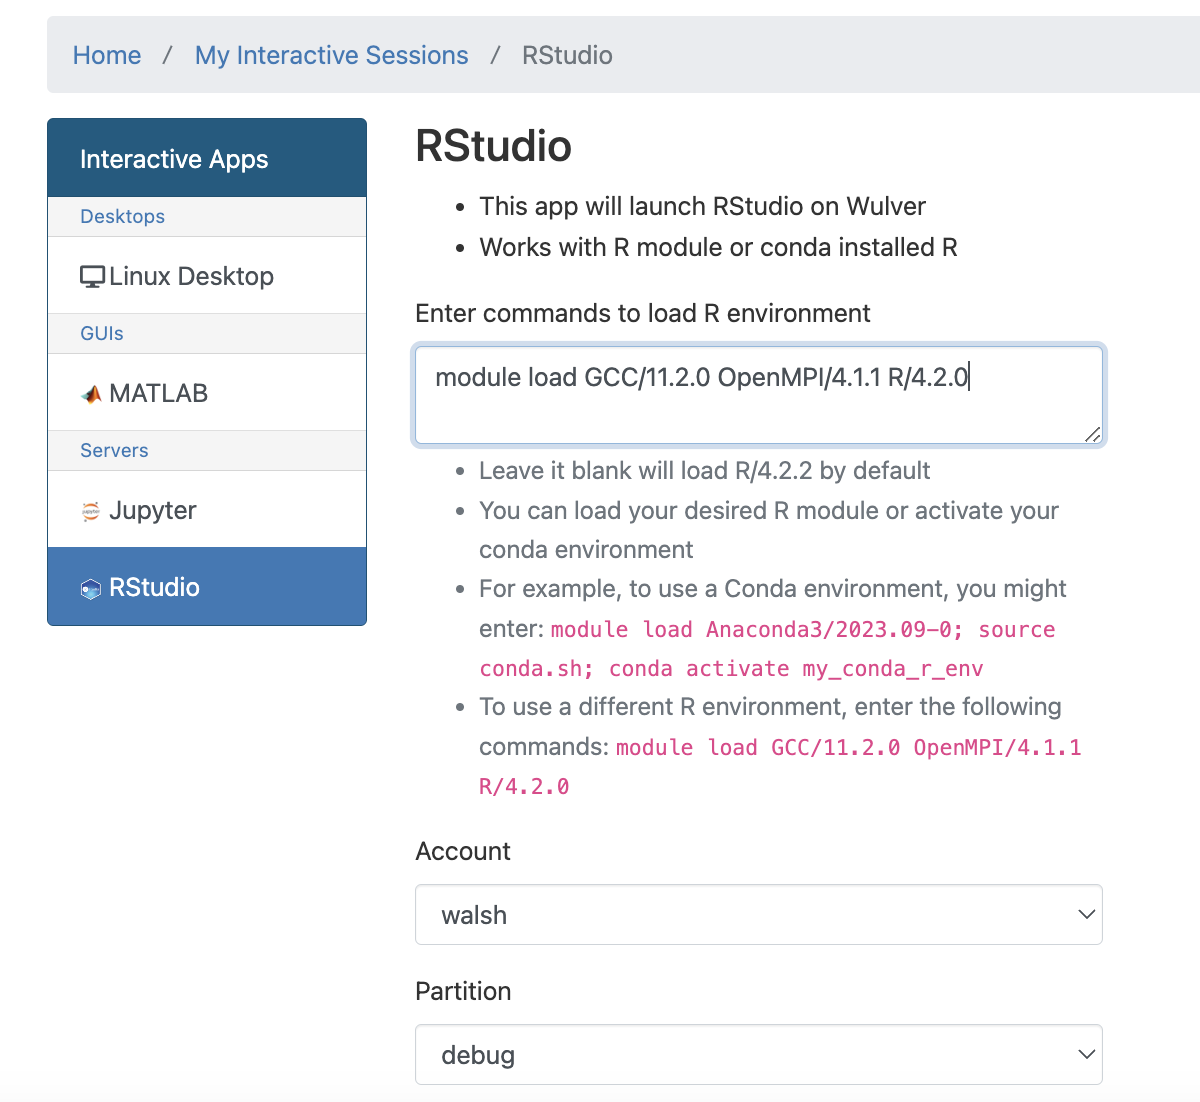 Home / My Interactive Sessions / RStudio
Interactive Apps
Desktops
Linux Desktop
GUIs
MATLAB
Servers
Jupyter
RStudio
RStudio
• This app will launch RStudio on Wulver
• Works with R module or conda installed R
Enter commands to load R environment
module load GCC/11.2.0 OpenMPI/4.1.1 R/4.2.0
• Leave it blank will load R/4.2.2 by default
• You can load your desired R module or activate your
conda environment
• For example, to use a Conda environment, you might
enter: module load Anaconda3/2023.09-0; source
conda.sh; conda activate my_conda_r_env
• To use a different R environment, enter the following
commands: module load GCC/11.2.0 OpenMPI/4.1.1
R/4.2.0
Account
walsh
Partition
debug